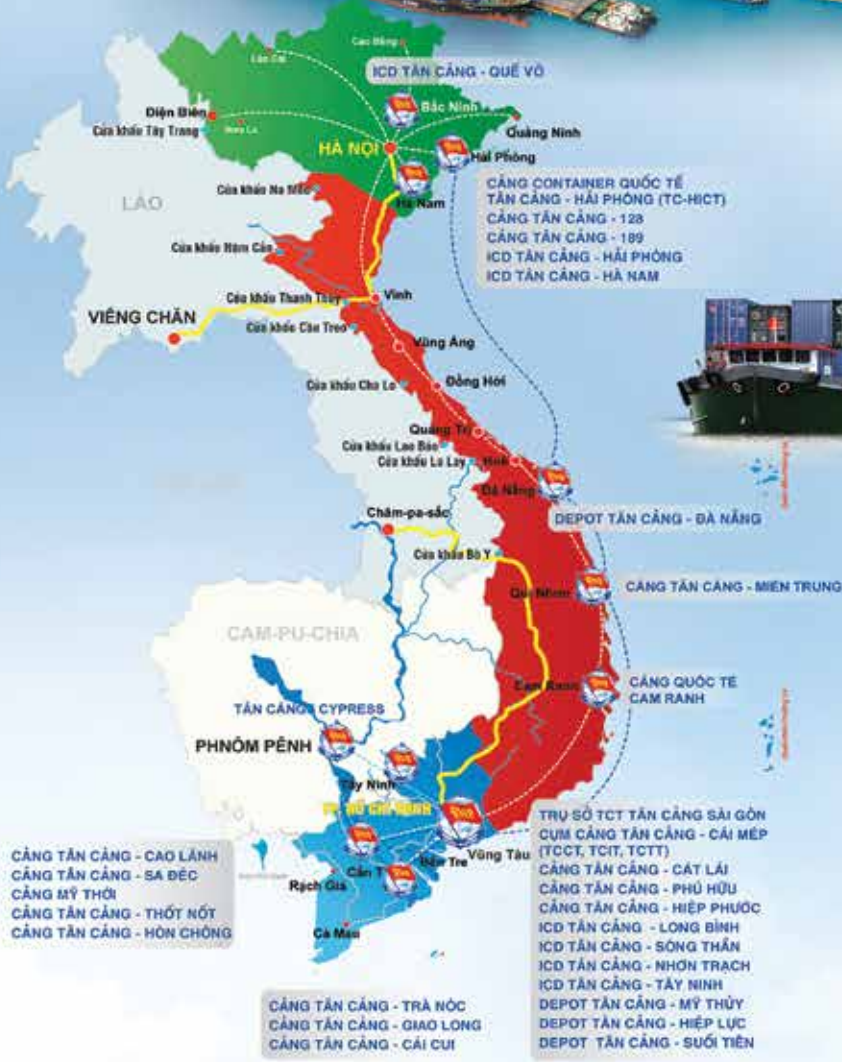 Lào Cai
Cao Bằng
ICD TÂN CẢNG - QUẾ VÕ
Điện Biên
Bắc Ninh
Cửa khẩu Tây Trang
Quảng Ninh
HÀ NỘI
Hải Phòng
CẢNG CONTAINER QUỐC TẾ
TÂN CẢNG - HẢI PHÒNG (TC-HICT)
CẢNG TÂN CẢNG - 128
CẢNG TÂN CẢNG - 189
ICD TÂN CẢNG - HẢI PHÒNG
ICD TÂN CẢNG - HÀ NAM
Cửa khẩu Na Mèo
Hà Nam
LÀO
Cửa khẩu Nậm Cắn
Cửa khẩu Thanh Thủy
Vinh
VIÊNG CHĂN
Cửa khẩu Cầu Treo
Vũng Áng
Cửa khẩu Cha Lo
Đồng Hới
Quảng Trị
Cửa khẩu Lao Bảo
Cửa khẩu La Lay
Huế
Đà Nẵng
DEPOT TÂN CẢNG - ĐÀ NẴNG
Chăm-pa-sắc
Cửa khẩu Bờ Y
Qui Nhơn
CẢNG TÂN CẢNG - MIỀN TRUNG
CAM-PU-CHIA
Cam Ranh
CẢNG QUỐC TẾ
CAM RANH
TÂN CẢNG CYPRESS
PHNÔM PÊNH
Tây Ninh
TP. HỒ CHÍ MINH
TRỤ SỞ TCT TÂN CẢNG SÀI GÒN
CỤM CẢNG TÂN CẢNG - CÁI MÉP
(TCCT, TCIT, TCTT)
CẢNG TÂN CẢNG - CÁT LÁI
CẢNG TÂN CẢNG - PHÚ HỮU
CẢNG TÂN CẢNG - HIỆP PHƯỚC
ICD TÂN CẢNG - LONG BÌNH
ICD TÂN CẢNG - SÓNG THẦN
ICD TÂN CẢNG - NHƠN TRẠCH
ICD TÂN CẢNG - TÂY NINH
DEPOT TÂN CẢNG - MỸ THỦY
DEPOT TÂN CẢNG - HIỆP LỰC
DEPOT TÂN CẢNG - SUỐI TIÊN
Vũng Tàu
Bến Tre
Cần T
Rạch Giá
Cà Mau
CẢNG TÂN CẢNG - CAO LÃNH
CẢNG TÂN CẢNG - SA ĐÉC
CẢNG MỸ THỚI
CẢNG TÂN CẢNG - THỐT NỐT
CẢNG TÂN CẢNG - HÒN CHÔNG
CẢNG TÂN CẢNG - TRÀ NÓC
CẢNG TÂN CẢNG - GIAO LONG
CẢNG TÂN CẢNG - CÁI CUI